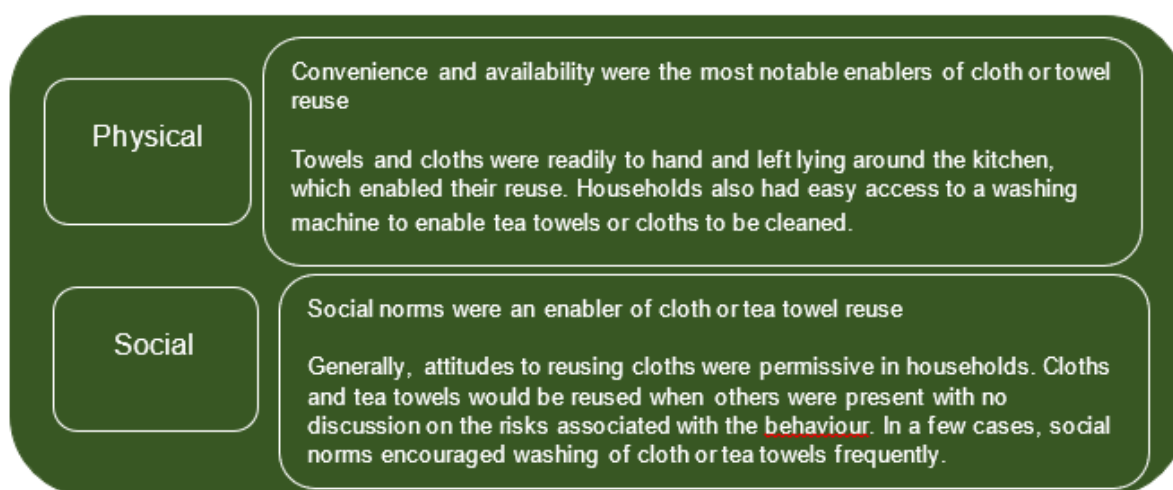 Physical
Convenience and availability were the most notable enablers of cloth or towel
reuse
Towels and cloths were readily to hand and left lying around the kitchen,
which enabled their reuse. Households also had easy access to a washing
machine to enable tea towels or cloths to be cleaned.
Social
Social norms were an enabler of cloth or tea towel reuse
Generally, attitudes to reusing cloths were permissive in households. Cloths
and tea towels would be reused when others were present with no
discussion on the risks associated with the behaviour. In a few cases, social
norms encouraged washing of cloth or tea towels frequently.